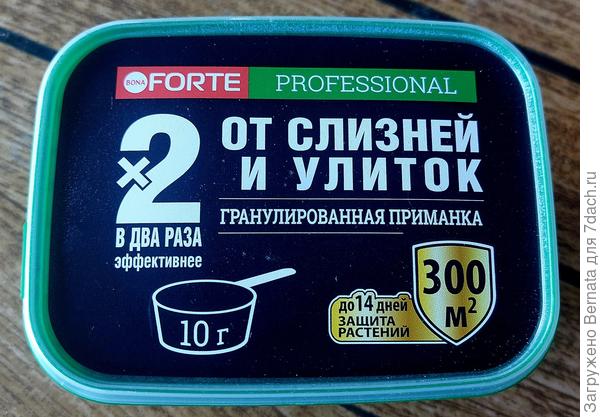 BONA FORTE PROFESSIONAL
×2
В ДВА РАЗА
эффективнее
ОТ СЛИЗНЕЙ
И УЛИТОК
ГРАНУЛИРОВАННАЯ ПРИМАНКА
10 г
до 14 дней
ЗАЩИТА
РАСТЕНИЙ
300
м²
Загружено Bernata для 7dach.ru